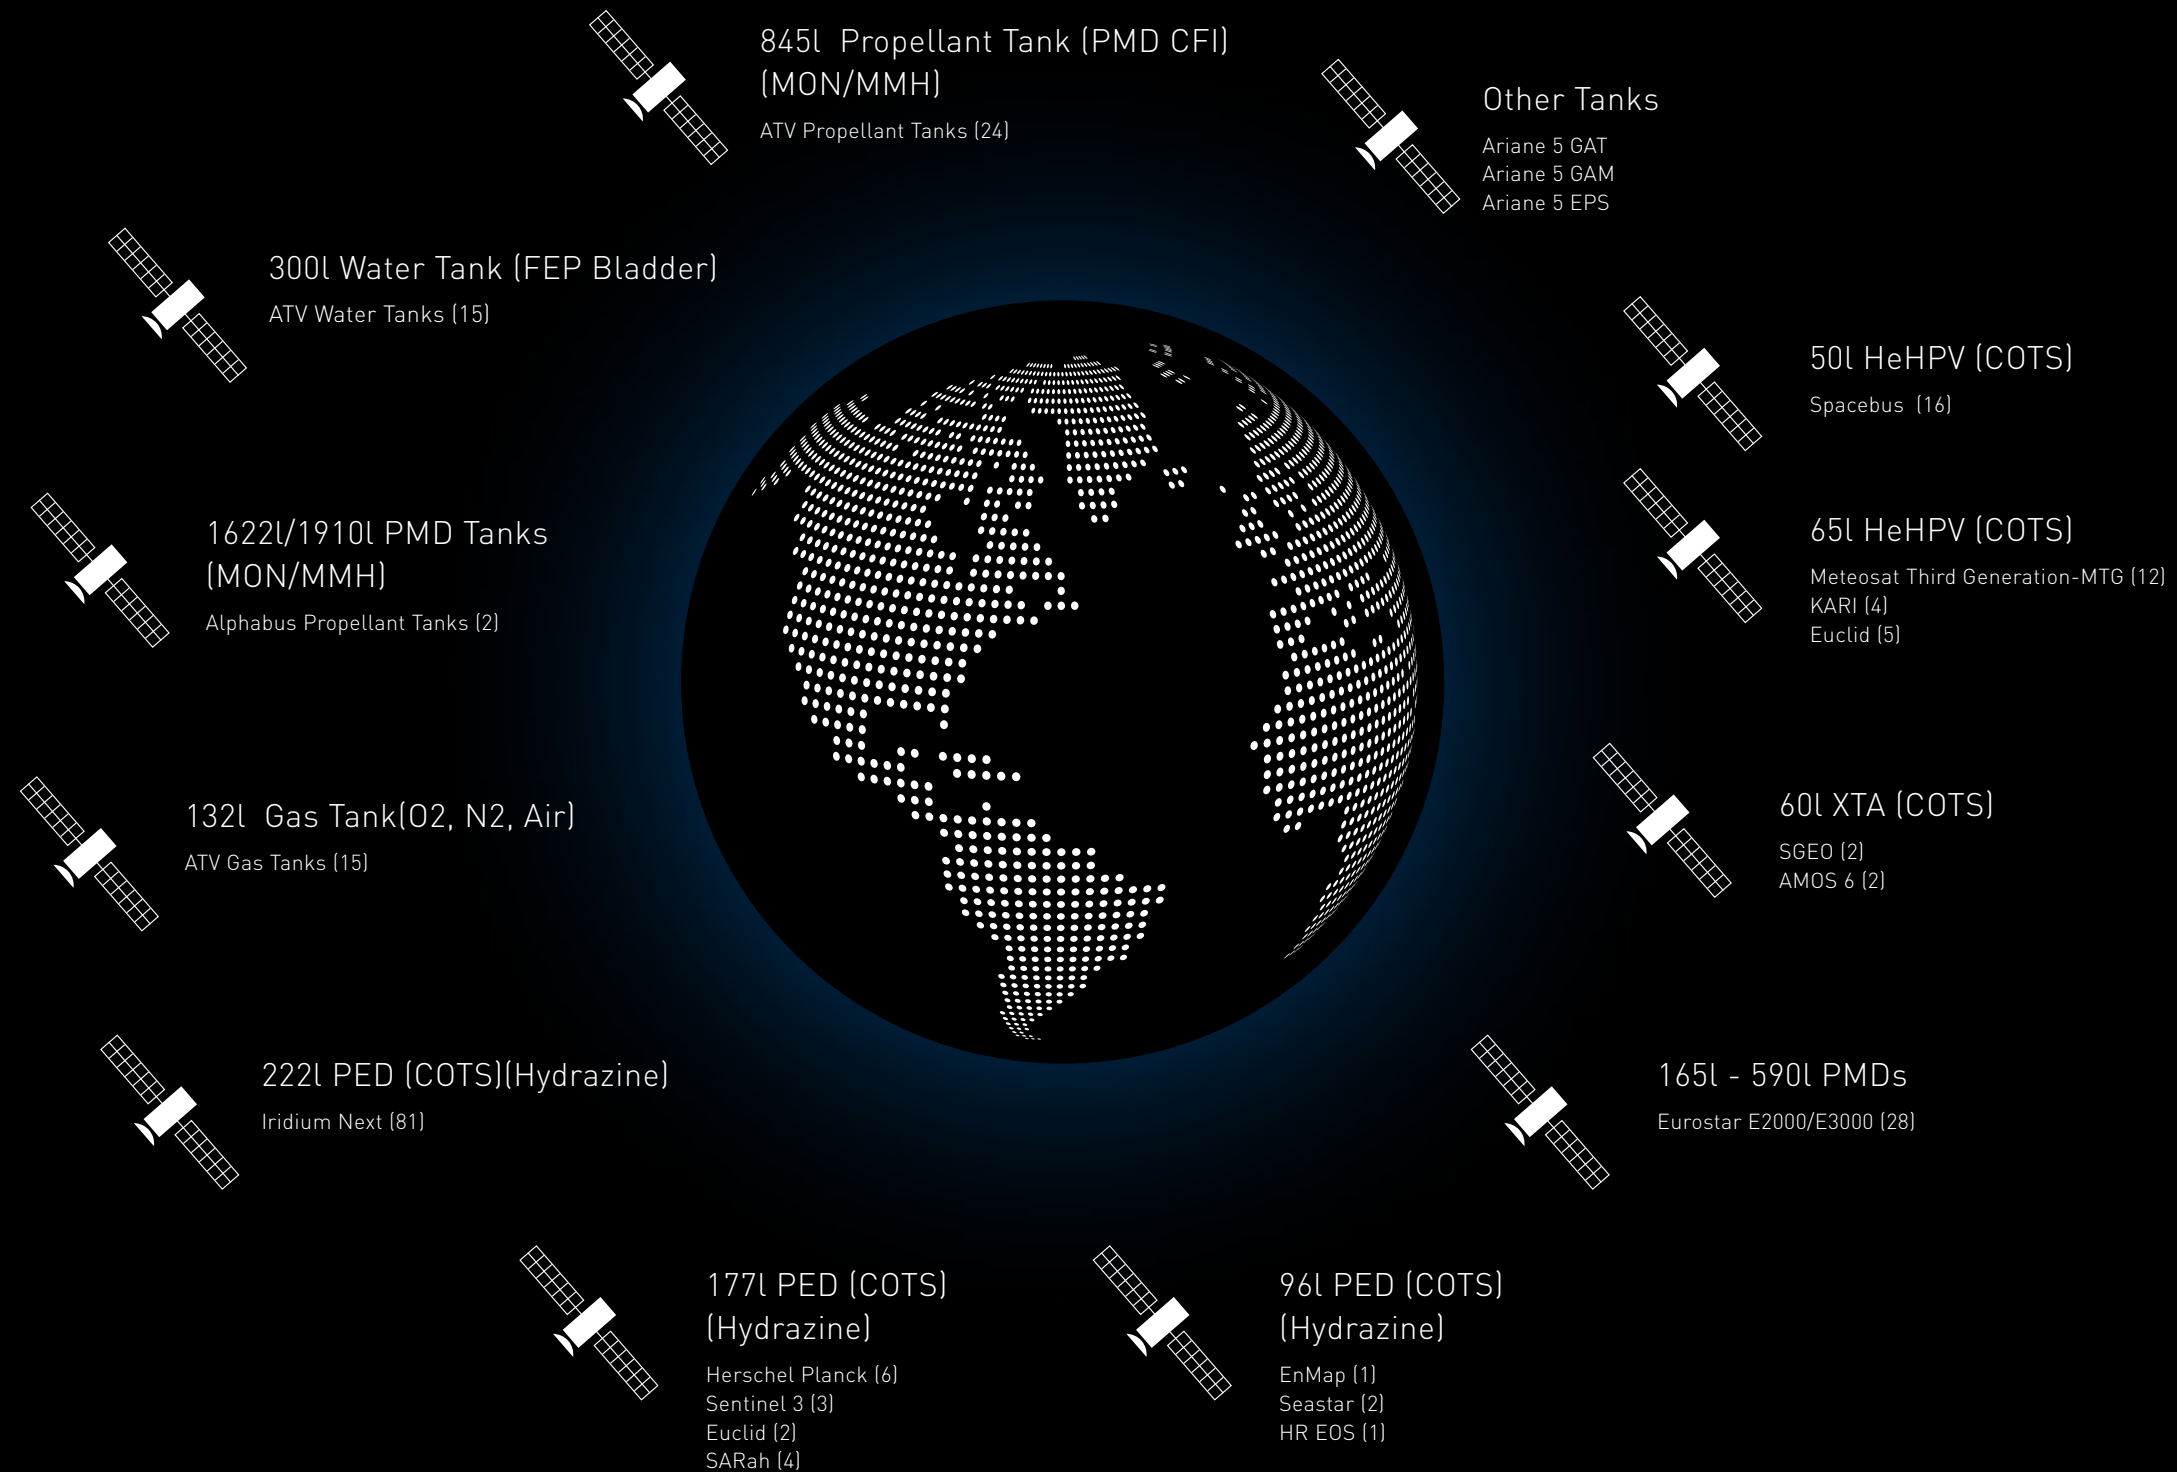 845l  Propellant Tank (PMD CFI)
(MON/MMH)
ATV Propellant Tanks (24)
Other Tanks
Ariane 5 GAT
Ariane 5 GAM
Ariane 5 EPS
300l Water Tank (FEP Bladder)
ATV Water Tanks (15)
50l HeHPV (COTS)
Spacebus  (16)
1622l/1910l PMD Tanks
(MON/MMH)
Alphabus Propellant Tanks (2)
65l HeHPV (COTS)
Meteosat Third Generation-MTG (12)
KARI (4)
Euclid (5)
132l  Gas Tank(O2, N2, Air)
ATV Gas Tanks (15)
60l XTA (COTS)
SGEO (2)
AMOS 6 (2)
222l PED (COTS)(Hydrazine)
Iridium Next (81)
165l - 590l PMDs
Eurostar E2000/E3000 (28)
177l PED (COTS)
(Hydrazine)
Herschel Planck (6)
Sentinel 3 (3)
Euclid (2)
SARah (4)
96l PED (COTS)
(Hydrazine)
EnMap (1)
Seastar (2)
HR EOS (1)